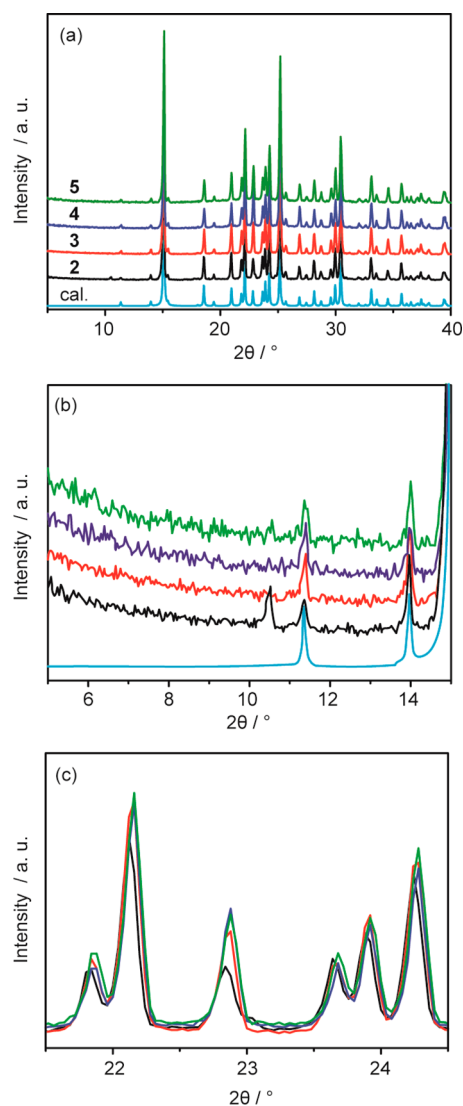 (a)
Intensity / a. u.
5
4
3
2
cal.
10 20 30 40
2θ / °
(b)
Intensity / a. u.
6 8 10 12 14
2θ / °
(c)
Intensity / a. u.
22 23 24
2θ / °